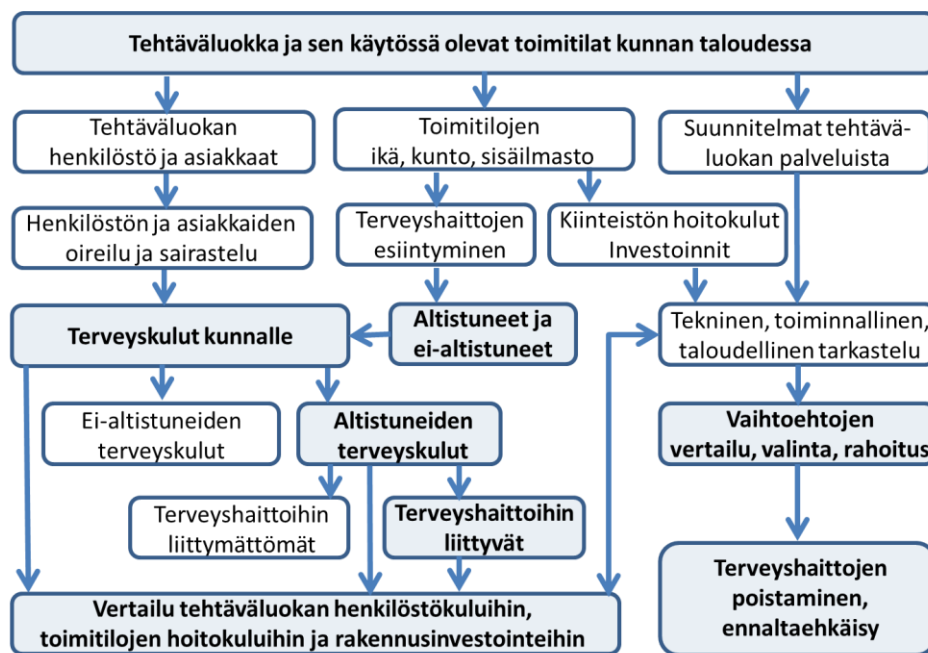 Tehtäväluokka ja sen käytössä olevat toimitilat kunnan taloudessa
Tehtäväluokan
henkilöstö ja asiakkaat
Toimitilojen
ikä, kunto, sisäilmasto
Suunnitelmat tehtävä-
luokan palveluista
Henkilöstön ja asiakkaiden
oireilu ja sairastelu
Terveyshaittojen
esiintyminen
Kiinteistön hoitokulut
Investoinnit
Terveyskulut kunnalle
Altistuneet ja
ei-altistuneet
Tekninen, toiminnallinen,
taloudellinen tarkastelu
Ei-altistuneiden
terveyskulut
Altistuneiden
terveyskulut
Vaihtoehtojen
vertailu, valinta, rahoitus
Terveyshaittoihin
liittymättömät
Terveyshaittoihin
liittyvät
Terveyshaittojen
poistaminen,
ennaltaehkäisy
Vertailu tehtäväluokan henkilöstökuluihin,
toimitilojen hoitokuluihin ja rakennusinvestointeihin